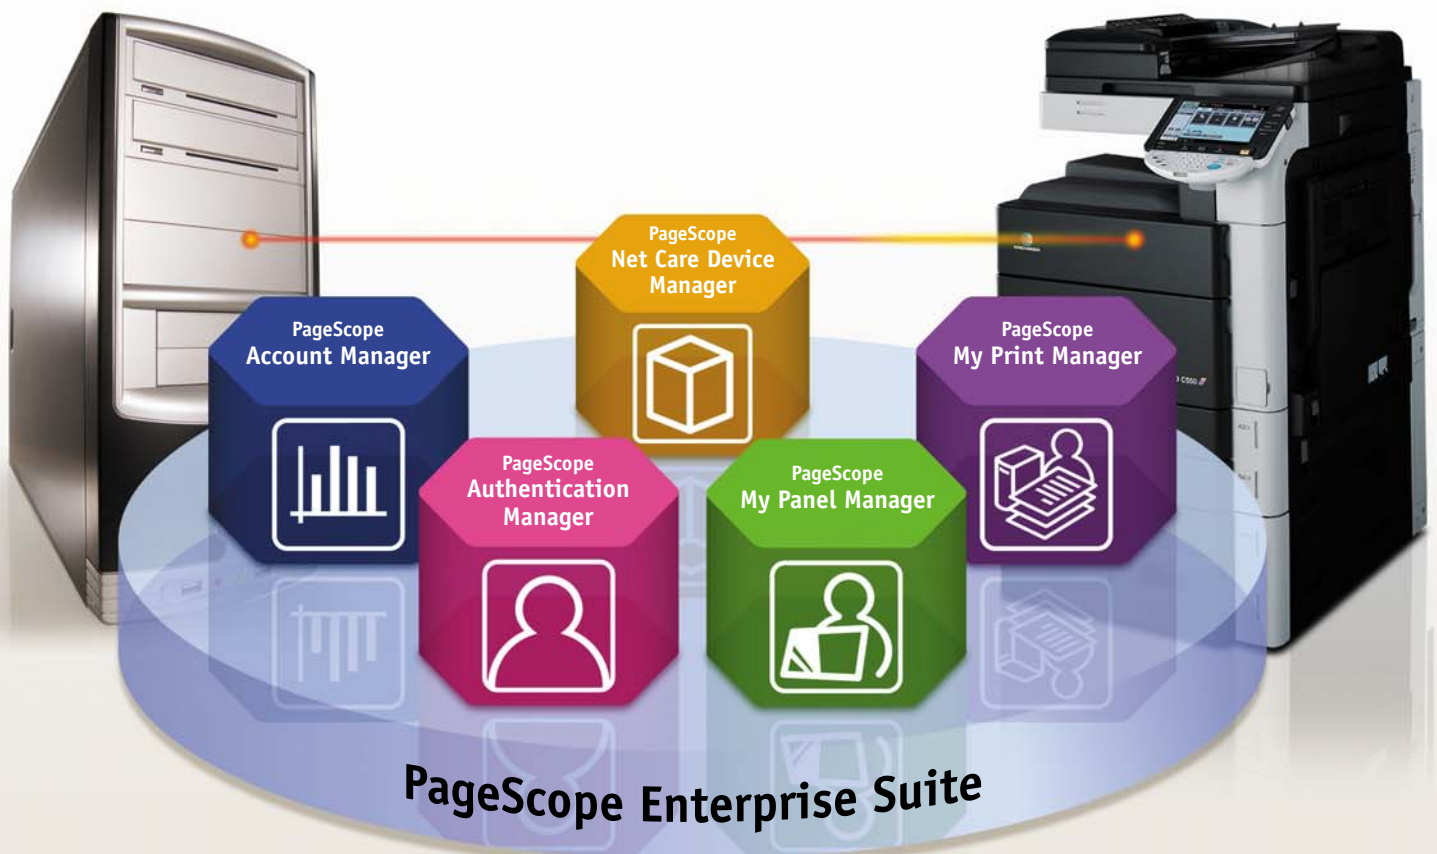 PageScope
Net Care Device
Manager
PageScope
Account Manager
PageScope
My Print Manager
PageScope
Authentication
Manager
PageScope
My Panel Manager
C550
PageScope Enterprise Suite